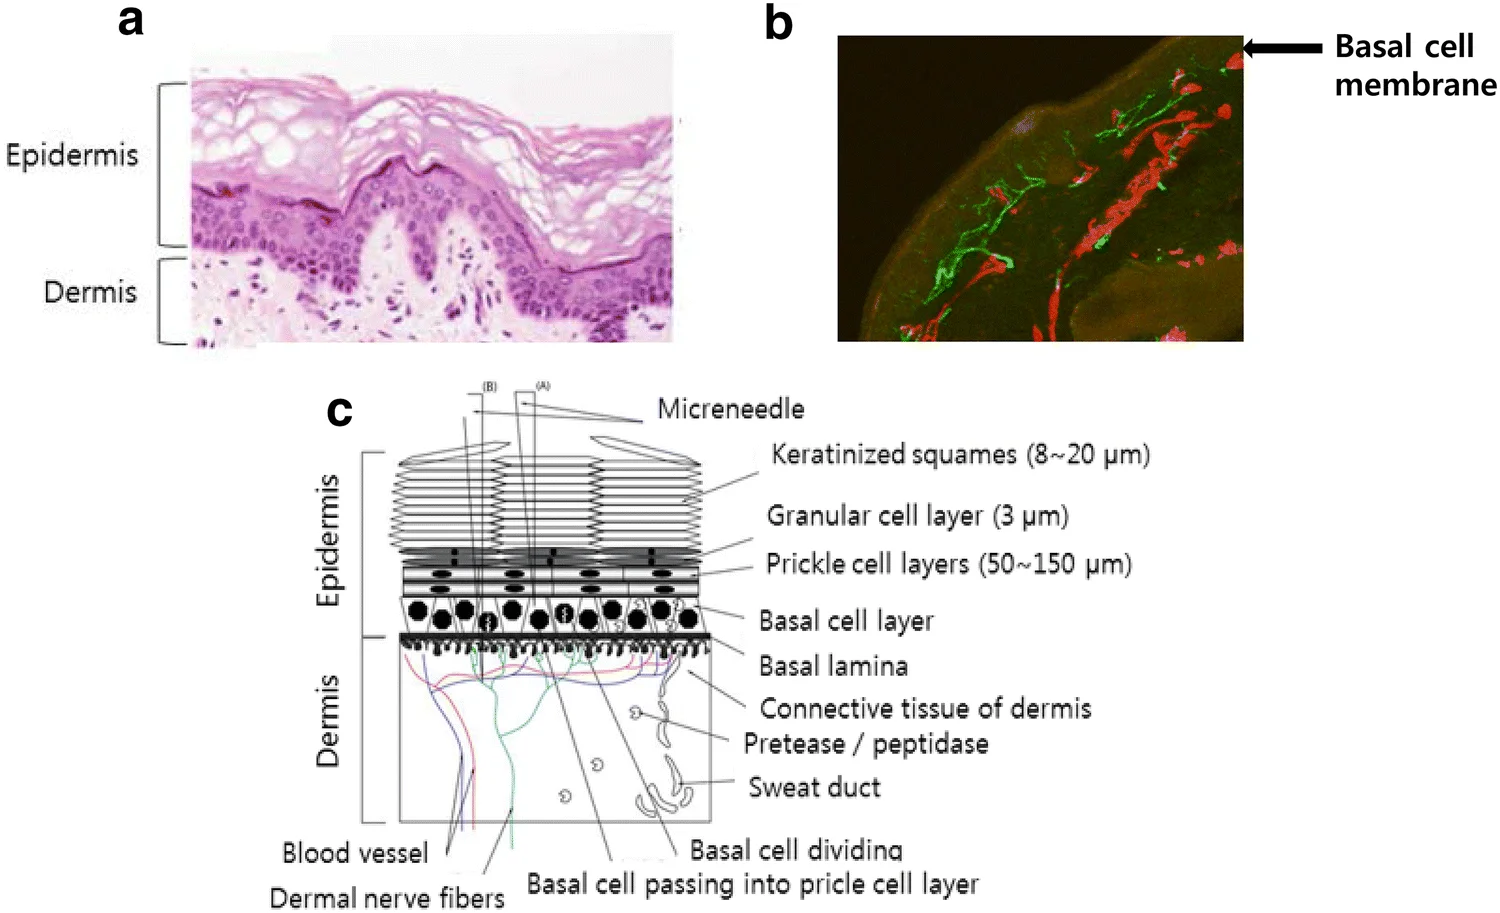 a
Epidermis
Dermis
b
Basal cell
membrane
c
(B)
(A)
Micreneedle
Keratinized squames (8~20 μm)
Granular cell layer (3 μm)
Prickle cell layers (50~150 μm)
Basal cell layer
Basal lamina
Connective tissue of dermis
Pretease / peptidase
Sweat duct
Epidermis
Dermis
Blood vessel
Dermal nerve fibers
Basal cell dividing
Basal cell passing into pricle cell layer